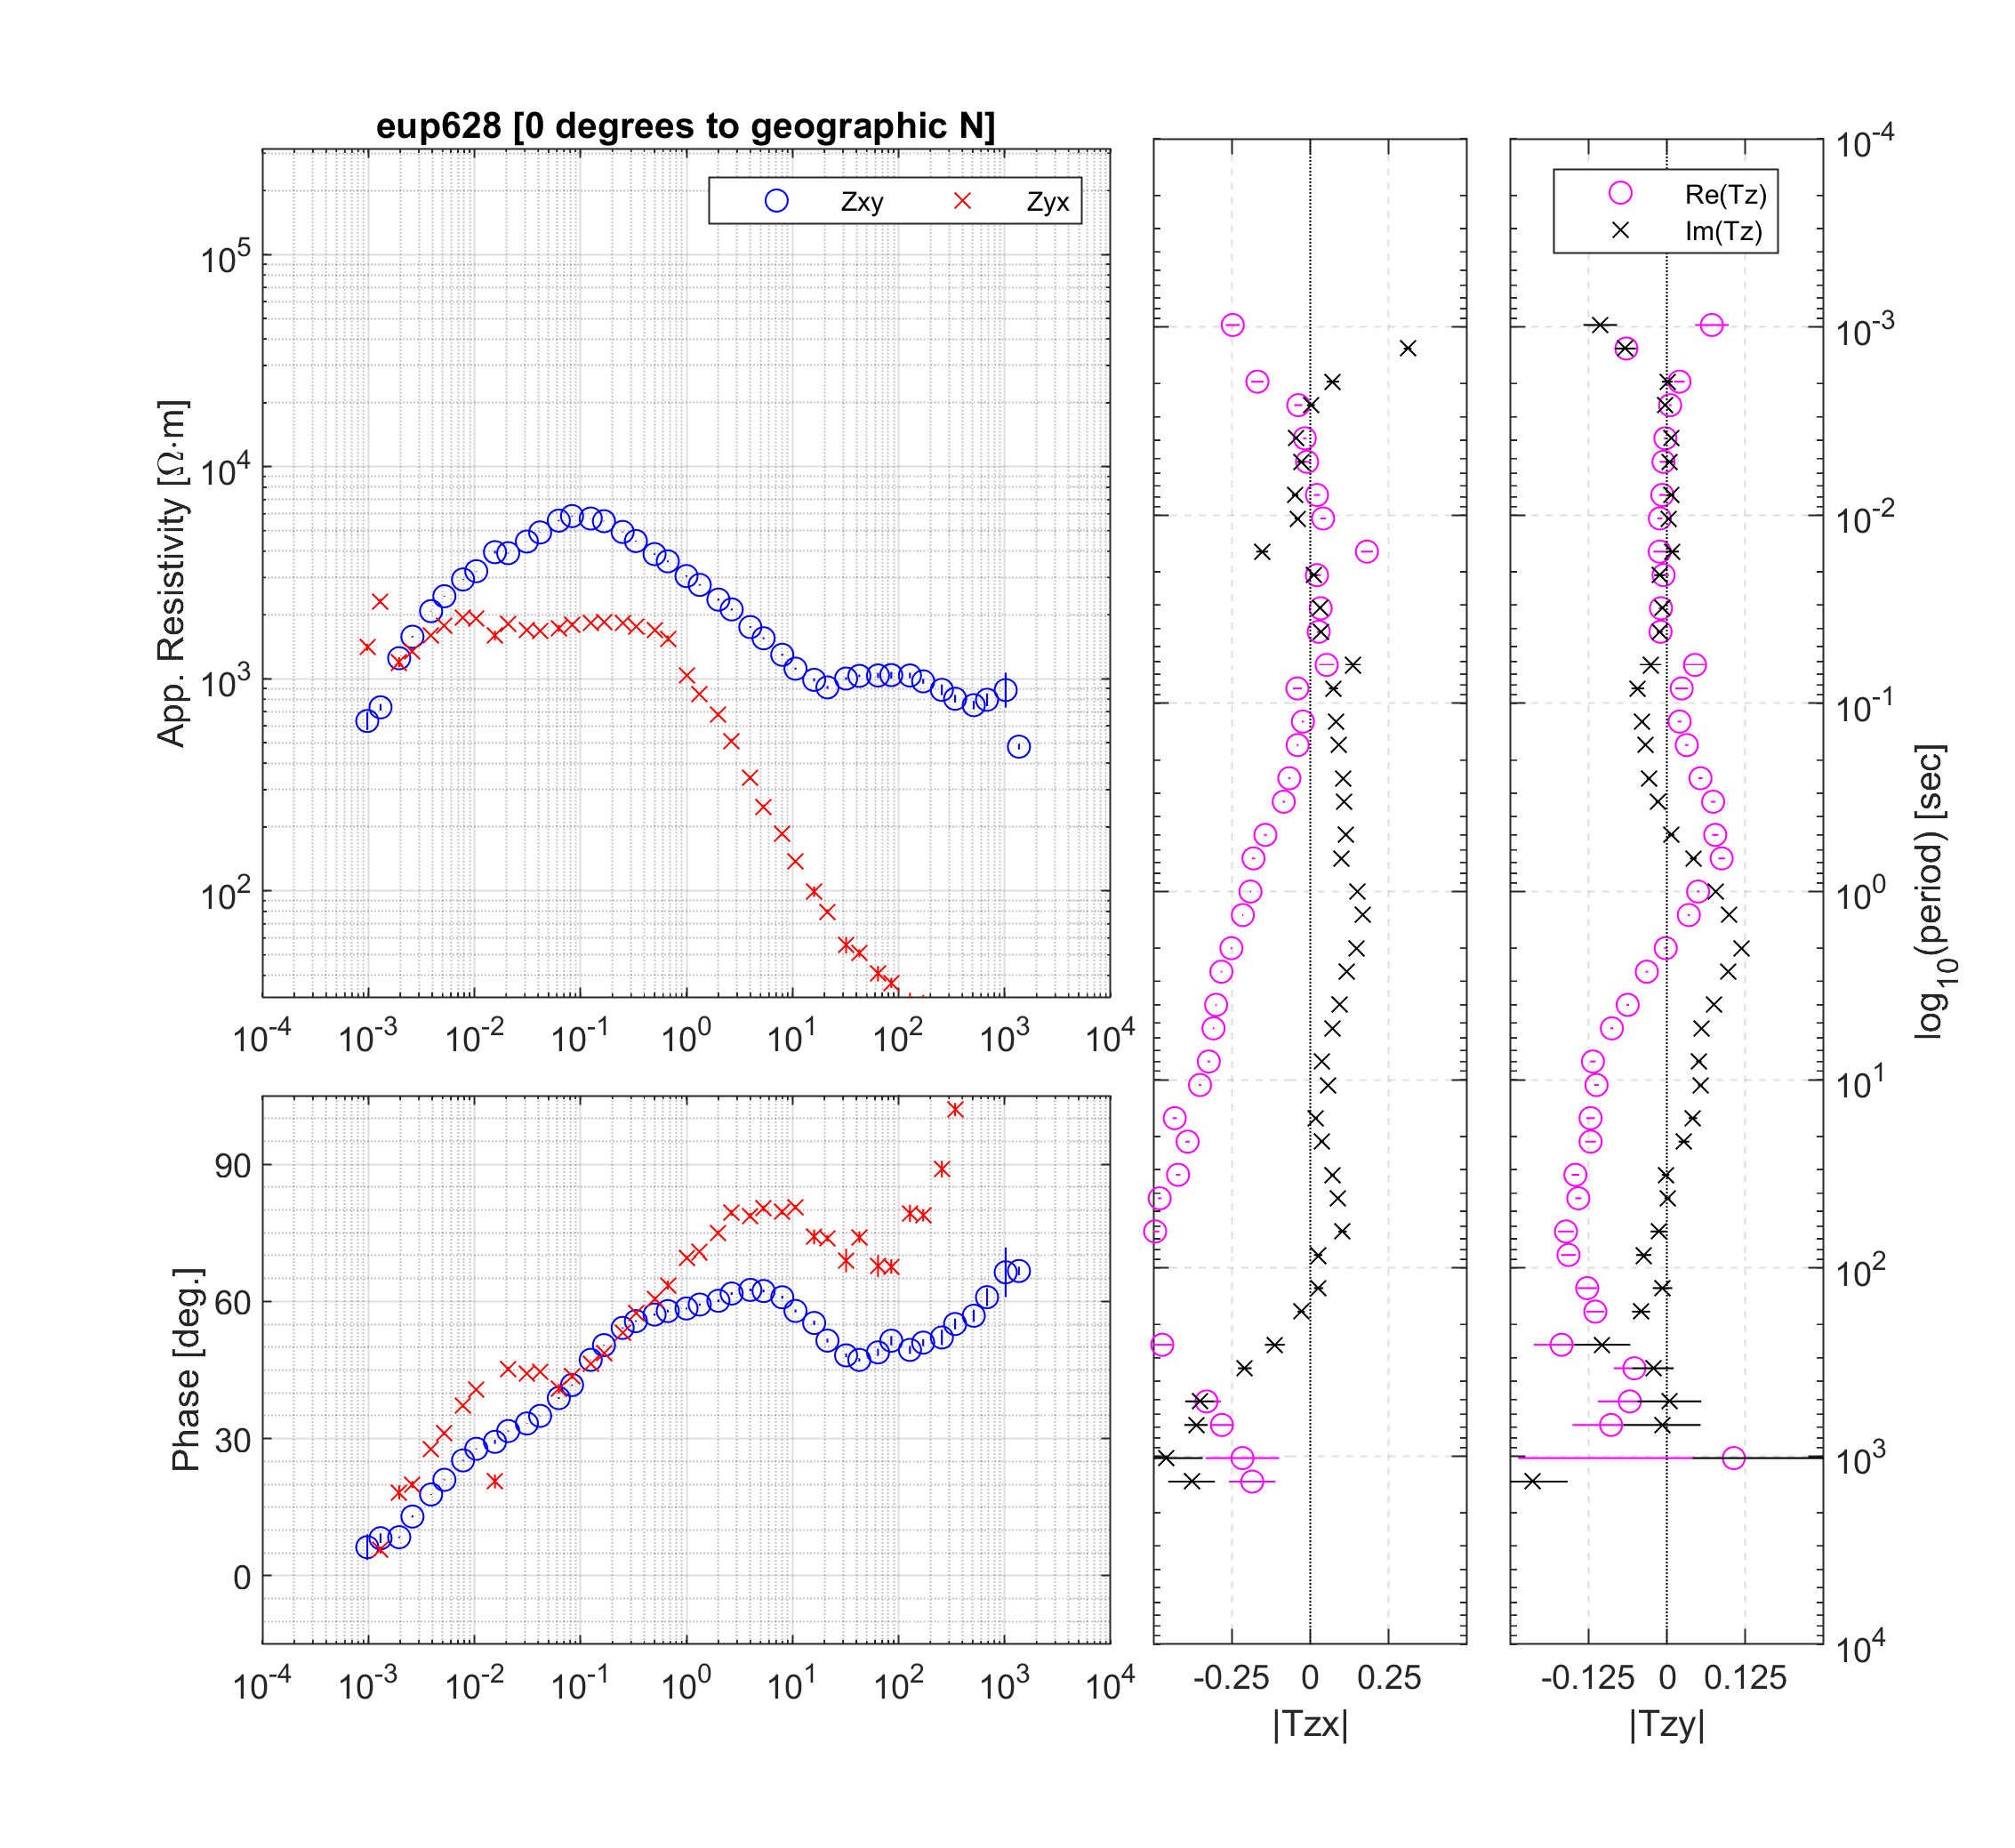 eup628 [0 degrees to geographic N]
Zxy Zyx
App. Resistivity [Ω·m]
10^5
10^4
10^3
10^2
10^-4 10^-3 10^-2 10^-1 10^0 10^1 10^2 10^3 10^4
Phase [deg.]
90
60
30
0
10^-4 10^-3 10^-2 10^-1 10^0 10^1 10^2 10^3 10^4
-0.25 0 0.25
|Tzx|
Re(Tz)
Im(Tz)
-0.125 0 0.125
|Tzy|
10^-4
10^-3
10^-2
10^-1
10^0
10^1
10^2
10^3
10^4
log_10(period) [sec]